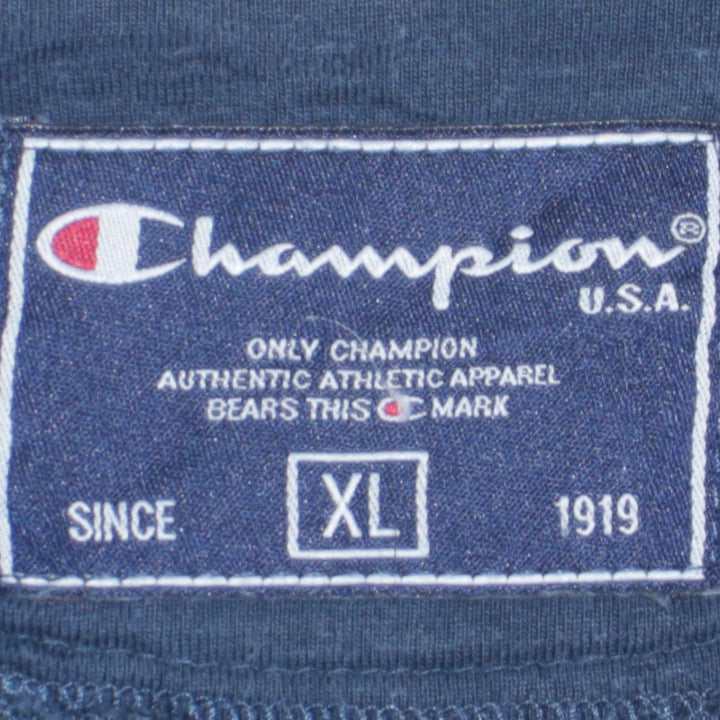 Champion®
U.S.A.
ONLY CHAMPION
AUTHENTIC ATHLETIC APPAREL
BEARS THIS C MARK
XL
SINCE 1919